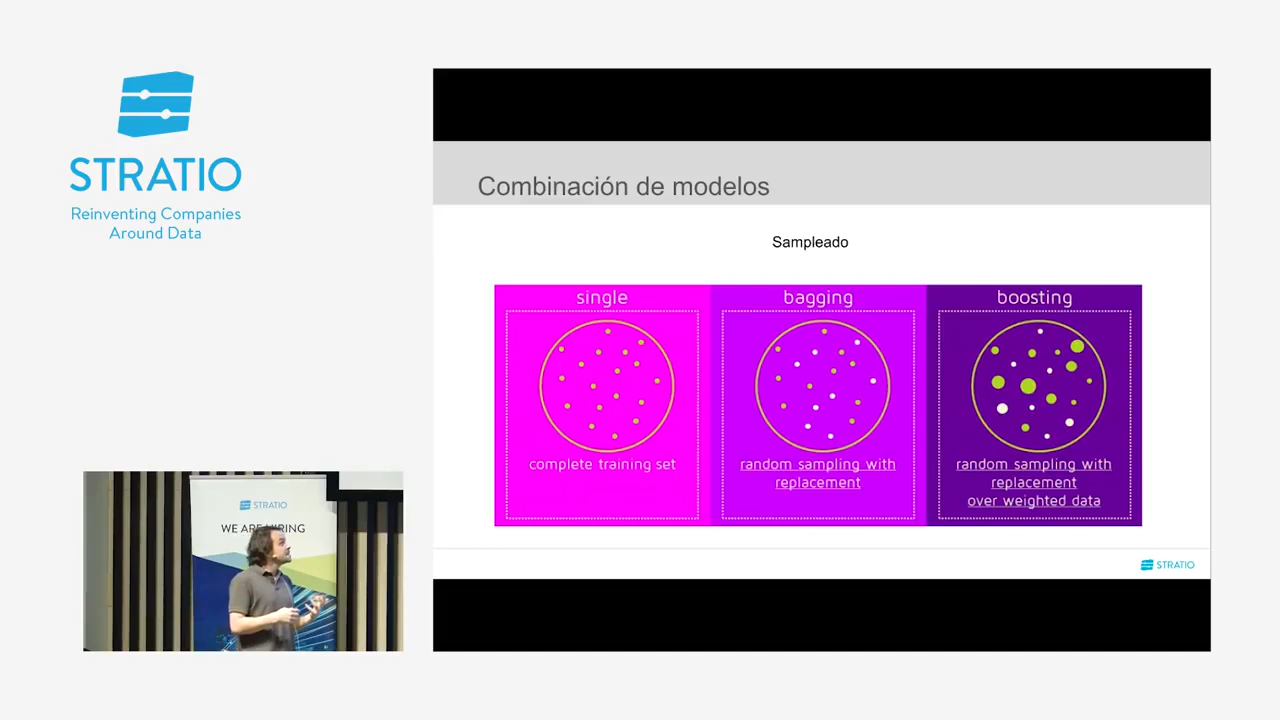 STRATIO
Reinventing Companies
Around Data
Combinación de modelos
Sampleado
single
complete training set
bagging
random sampling with
replacement
boosting
random sampling with
replacement
over weighted data
STRATIO
STRATIO
WE ARE HIRING